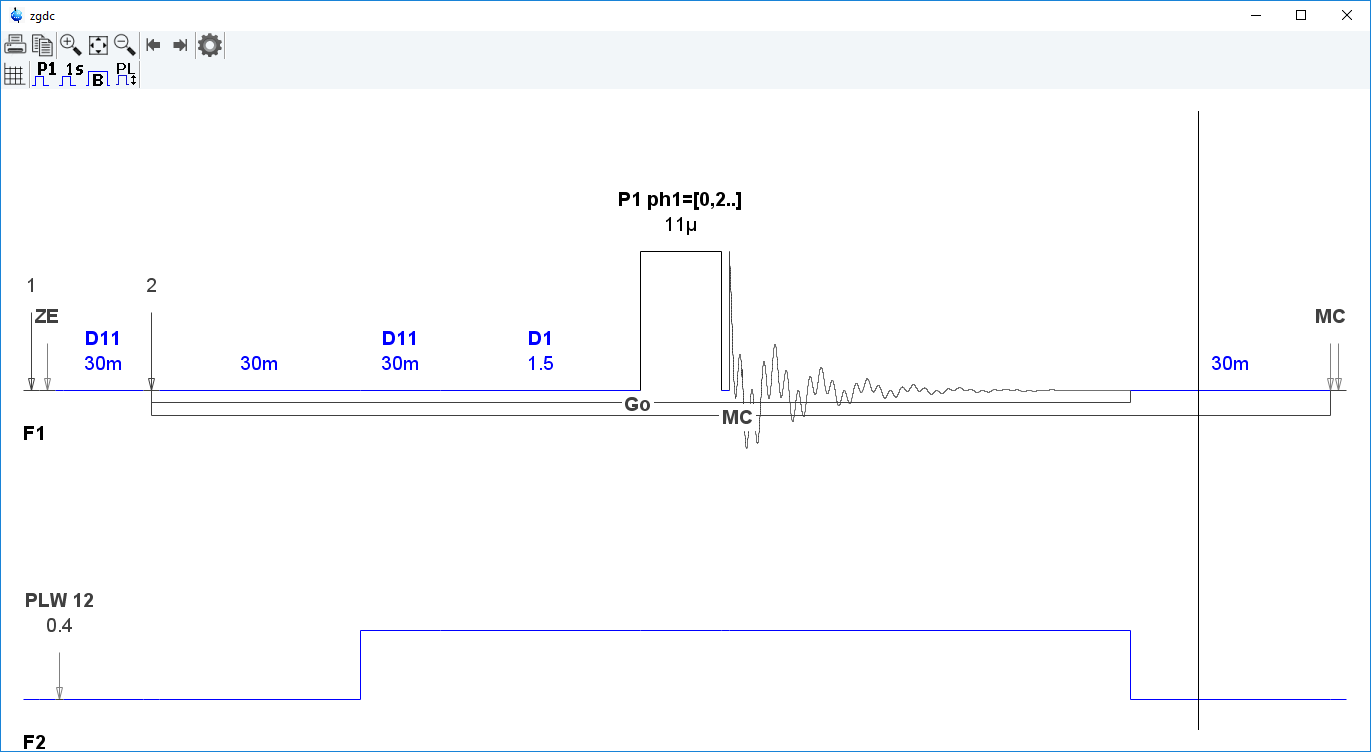 zgdc
P1 1s B PL
P1 ph1=[0,2..]
11µ
1 2
ZE MC
D11 D11 D1
30m 30m 30m 1.5 30m
Go
MC
F1
PLW 12
0.4
F2